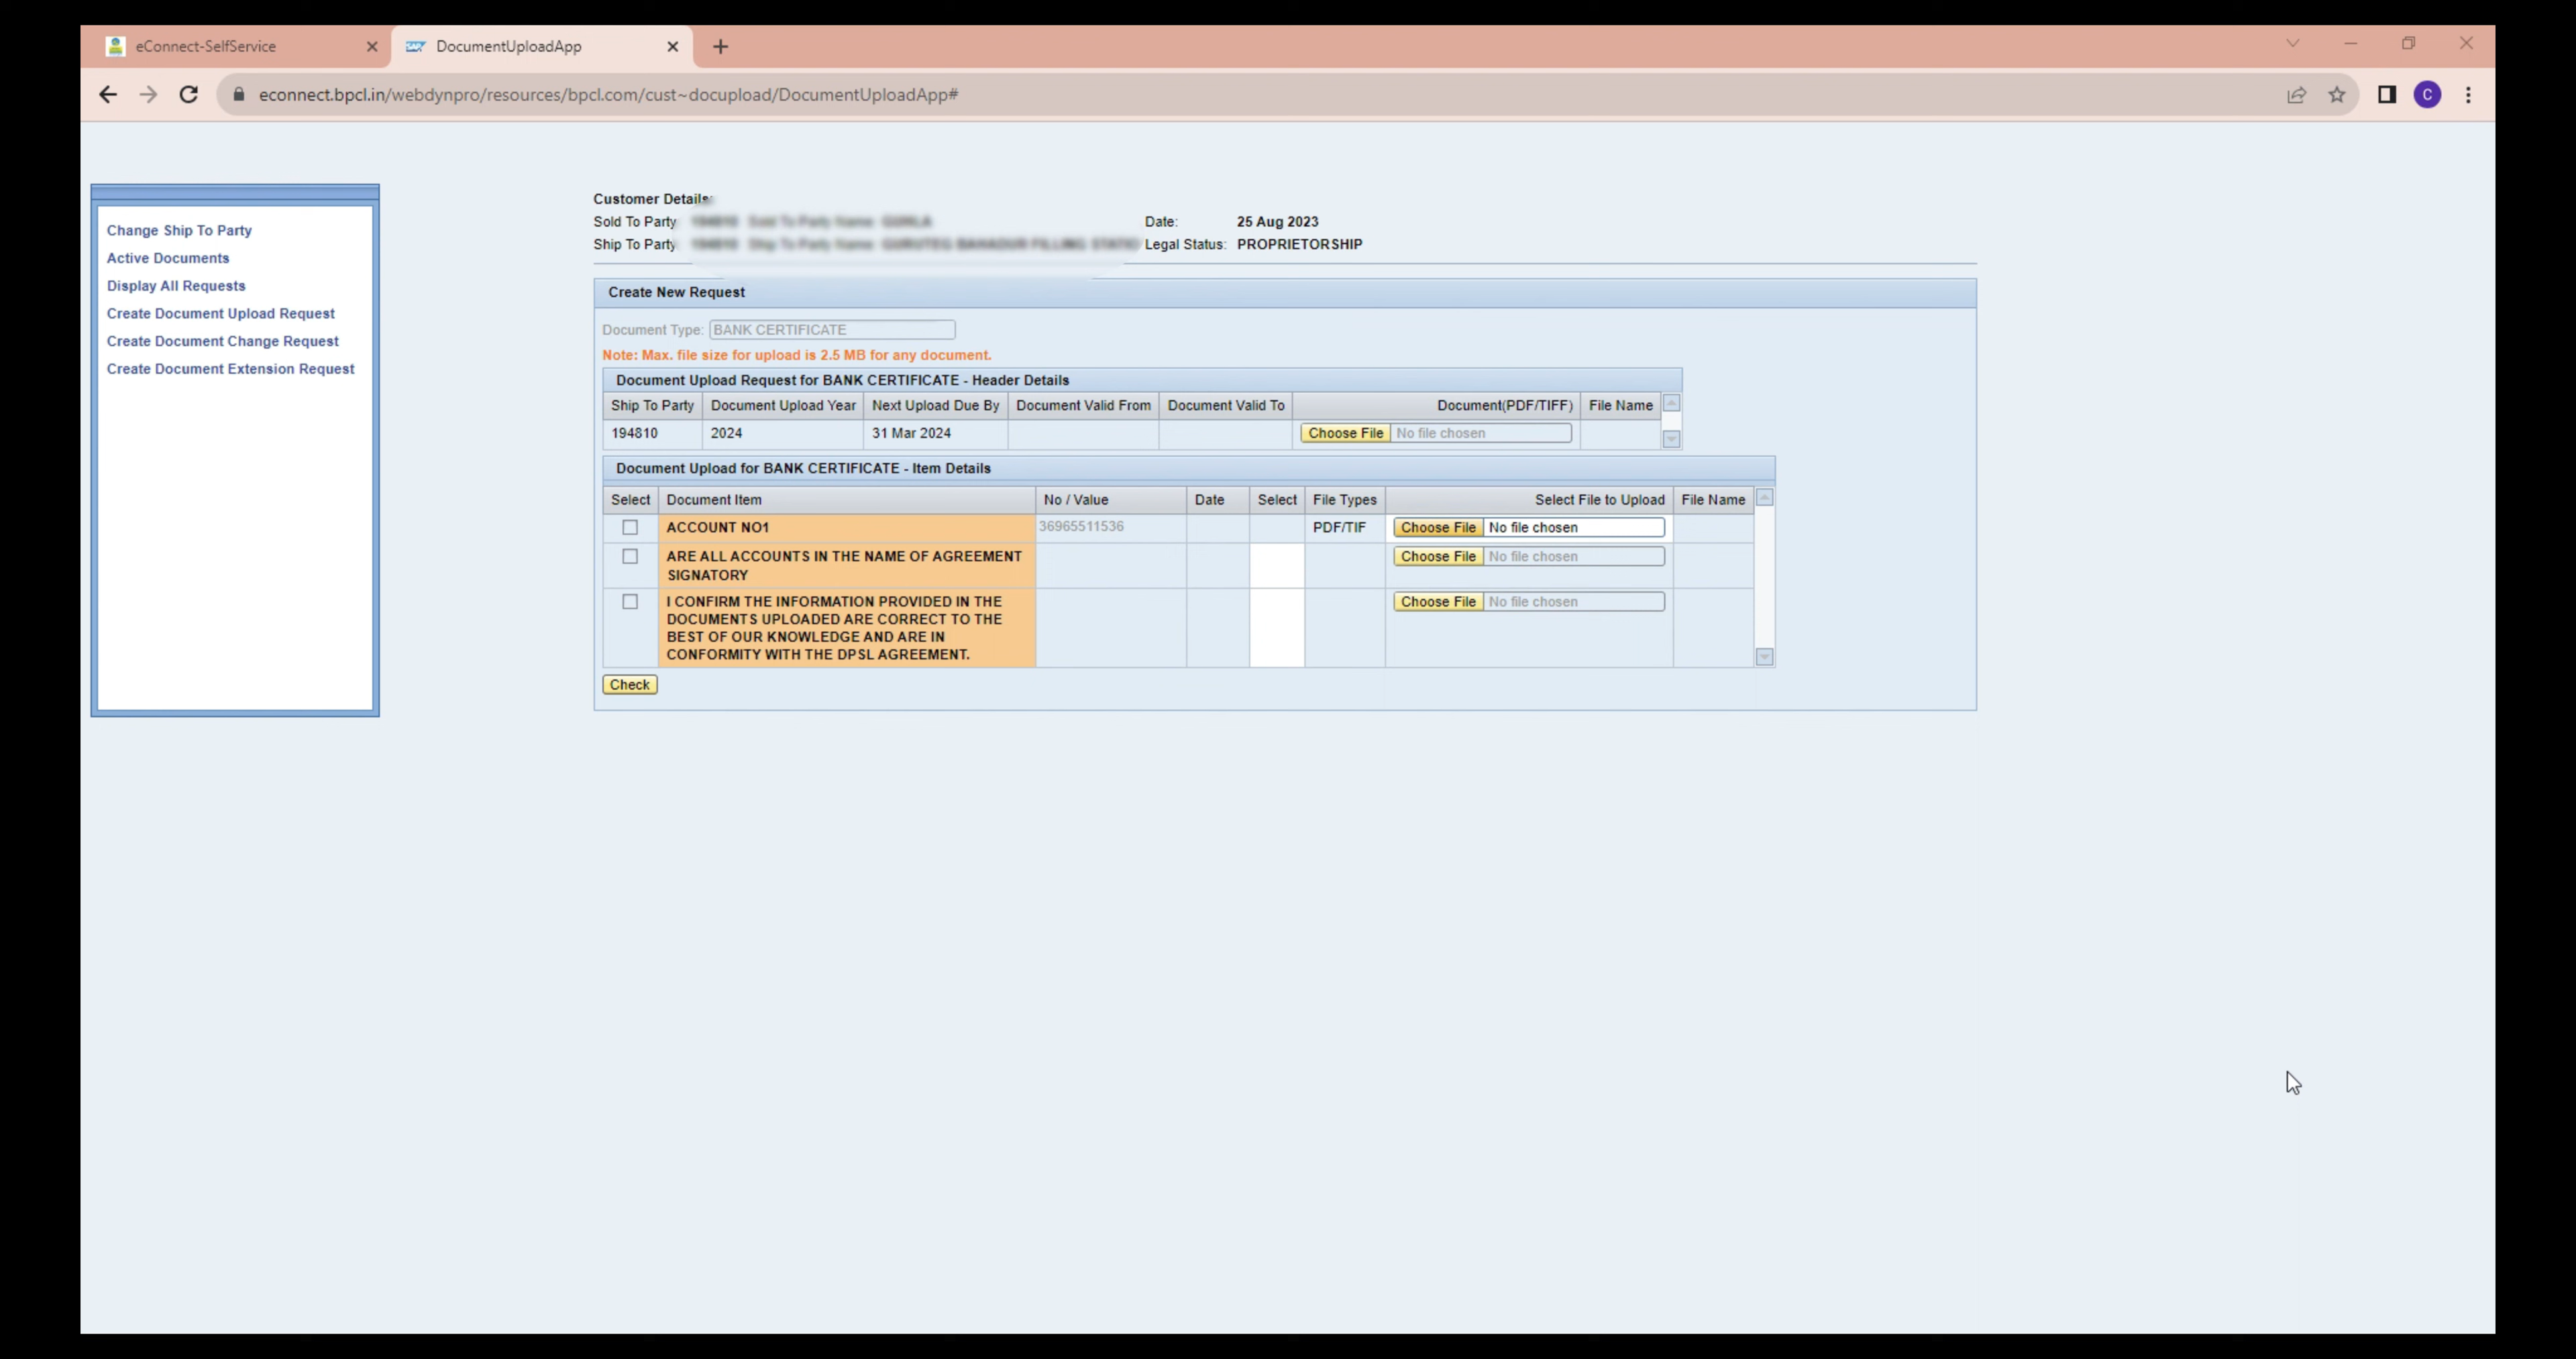 eConnect-SelfService
DocumentUploadApp
econnect.bpcl.in/webdynpro/resources/bpcl.com/cust~docupload/DocumentUploadApp#
C
Change Ship To Party
Active Documents
Display All Requests
Create Document Upload Request
Create Document Change Request
Create Document Extension Request
Customer Details
Sold To Party Date: 25 Aug 2023
Ship To Party Legal Status: PROPRIETORSHIP
Create New Request
Document Type: BANK CERTIFICATE
Note: Max. file size for upload is 2.5 MB for any document.
Document Upload Request for BANK CERTIFICATE - Header Details
Ship To Party Document Upload Year Next Upload Due By Document Valid From Document Valid To Document(PDF/TIFF) File Name
194810 2024 31 Mar 2024 Choose File No file chosen
Document Upload for BANK CERTIFICATE - Item Details
Select Document Item No / Value Date Select File Types Select File to Upload File Name
ACCOUNT NO1 36965511536 PDF/TIF Choose File No file chosen
ARE ALL ACCOUNTS IN THE NAME OF AGREEMENT Choose File No file chosen
SIGNATORY
I CONFIRM THE INFORMATION PROVIDED IN THE Choose File No file chosen
DOCUMENTS UPLOADED ARE CORRECT TO THE
BEST OF OUR KNOWLEDGE AND ARE IN
CONFORMITY WITH THE DPSL AGREEMENT.
Check